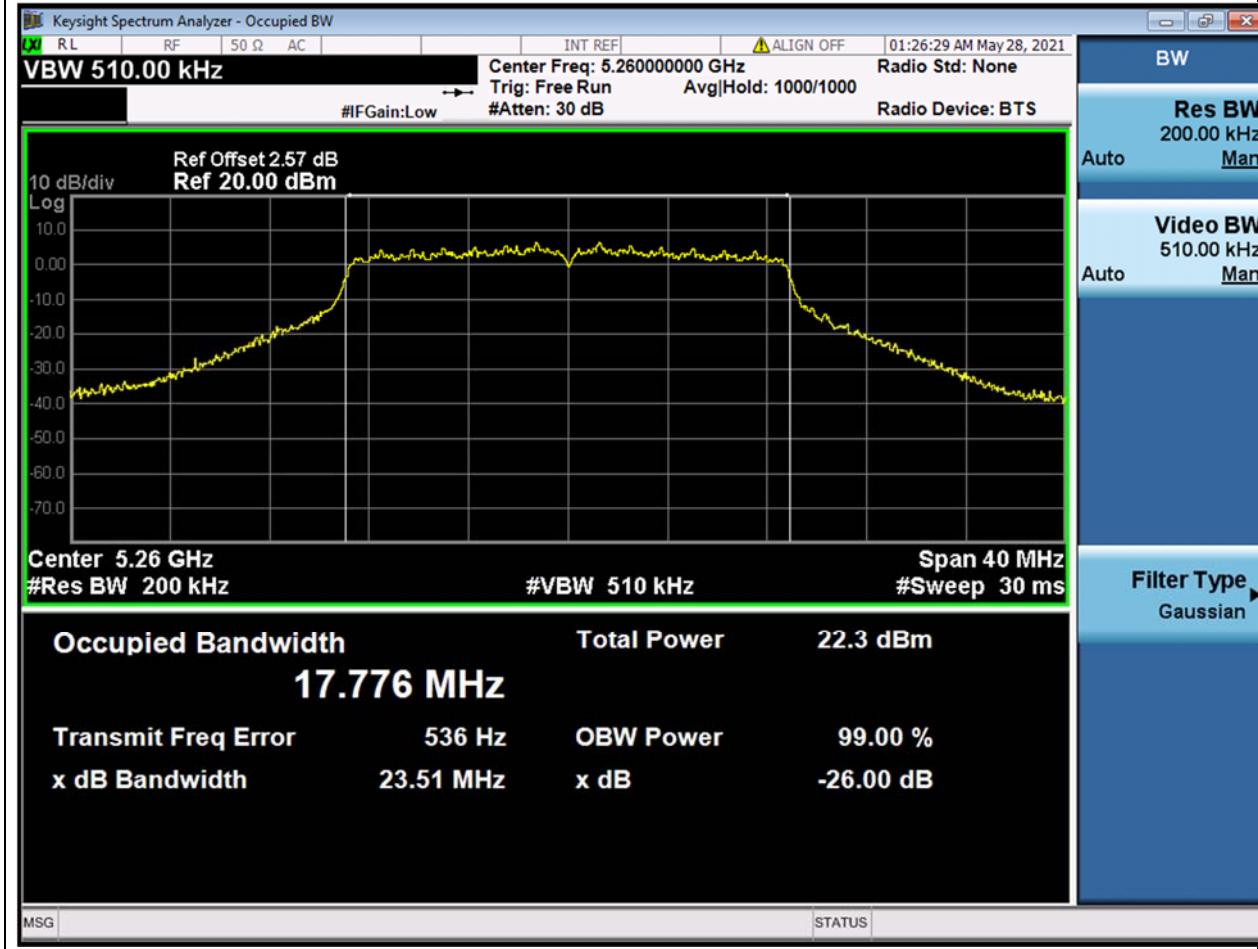 Keysight Spectrum Analyzer - Occupied BW
LXI RL RF 50 Ω AC INT REF ALIGN OFF 01:26:29 AM May 28, 2021
VBW 510.00 kHz
Center Freq: 5.260000000 GHz
Radio Std: None
Trig: Free Run Avg|Hold: 1000/1000
#IFGain:Low #Atten: 30 dB
Radio Device: BTS
Ref Offset 2.57 dB
10 dB/div Ref 20.00 dBm
Log
10.0
0.00
-10.0
-20.0
-30.0
-40.0
-50.0
-60.0
-70.0
Center 5.26 GHz Span 40 MHz
#Res BW 200 kHz #VBW 510 kHz #Sweep 30 ms
Occupied Bandwidth Total Power 22.3 dBm
17.776 MHz
Transmit Freq Error 536 Hz OBW Power 99.00 %
x dB Bandwidth 23.51 MHz x dB -26.00 dB
MSG STATUS
BW
Res BW
200.00 kHz
Auto Man
Video BW
510.00 kHz
Auto Man
Filter Type
Gaussian